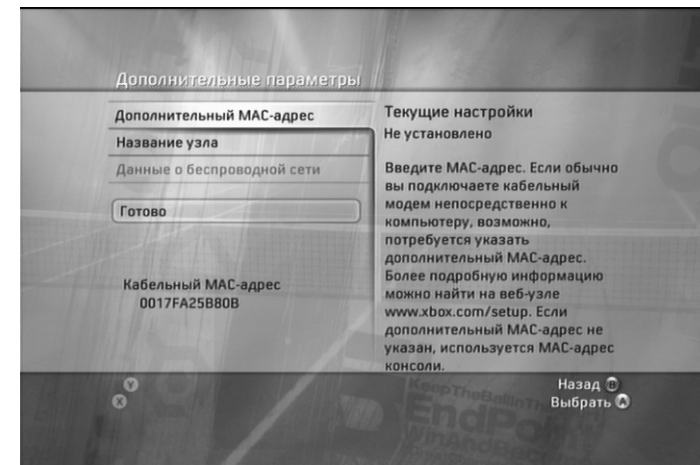 Дополнительные параметры
Дополнительный MAC-адрес
Название узла
Данные о беспроводной сети
Готово
Кабельный MAC-адрес
0017FA25B80B
Текущие настройки
Не установлено
Введите MAC-адрес. Если обычно
вы подключаете кабельный
модем непосредственно к
компьютеру, возможно,
потребуется указать
дополнительный MAC-адрес.
Более подробную информацию
можно найти на веб-узле
www.xbox.com/setup. Если
дополнительный MAC-адрес не
указан, используется MAC-адрес
консоли.
Y
X
Назад B
Выбрать A
KeepTheBallInTh
EndPoi
WinAndBec